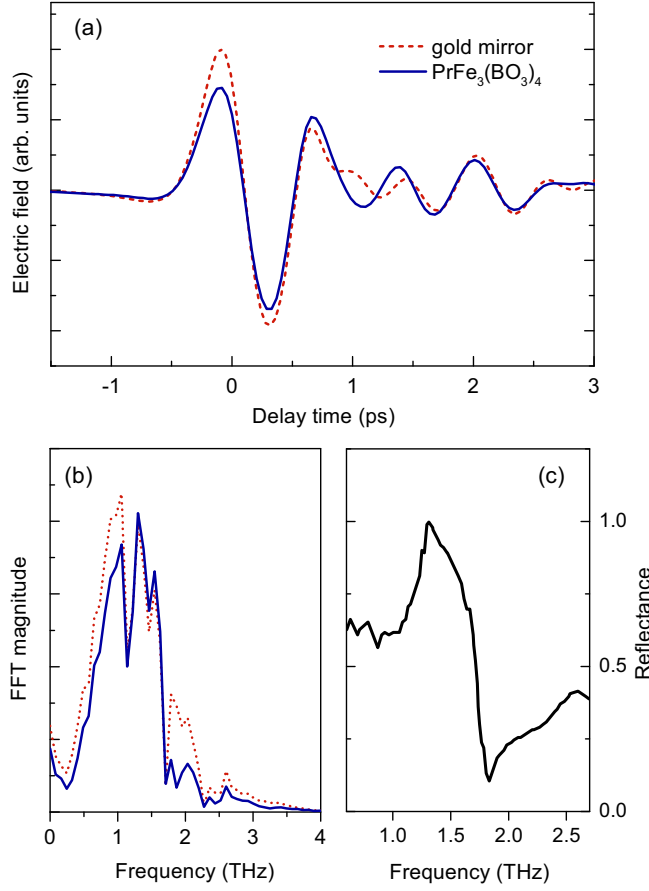 (a)
gold mirror
PrFe3(BO3)4
Electric field (arb. units)
-1 0 1 2 3
Delay time (ps)
(b)
FFT magnitude
0 1 2 3 4
Frequency (THz)
(c)
1.0
0.5
0.0
Reflectance
1.0 1.5 2.0 2.5
Frequency (THz)